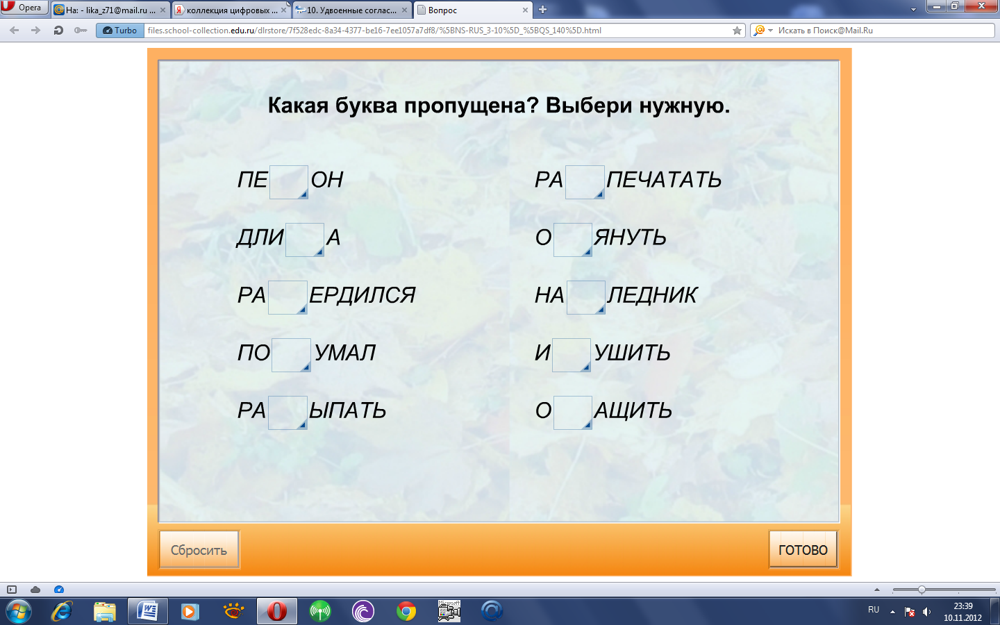 Opera
На: - lika_z71@mail.ru ...
коллекция цифровых ...
10. Удвоенные соглас...
Вопрос
Turbo
files.school-collection.edu.ru/dlrstore/7f528edc-8a34-4377-be16-7ee1057a7df8/%5BNS-RUS_3-10%5D_%5BQS_140%5D.html
Искать в Поиск@Mail.Ru
Какая буква пропущена? Выбери нужную.
ПЕ ОН
РА ПЕЧАТАТЬ
ДЛИ А
О ЯНУТЬ
РА ЕРДИЛСЯ
НА ЛЕДНИК
ПО УМАЛ
И УШИТЬ
РА ЫПАТЬ
О АЩИТЬ
Сбросить
ГОТОВО
Microsoft
RU
23:39
10.11.2012